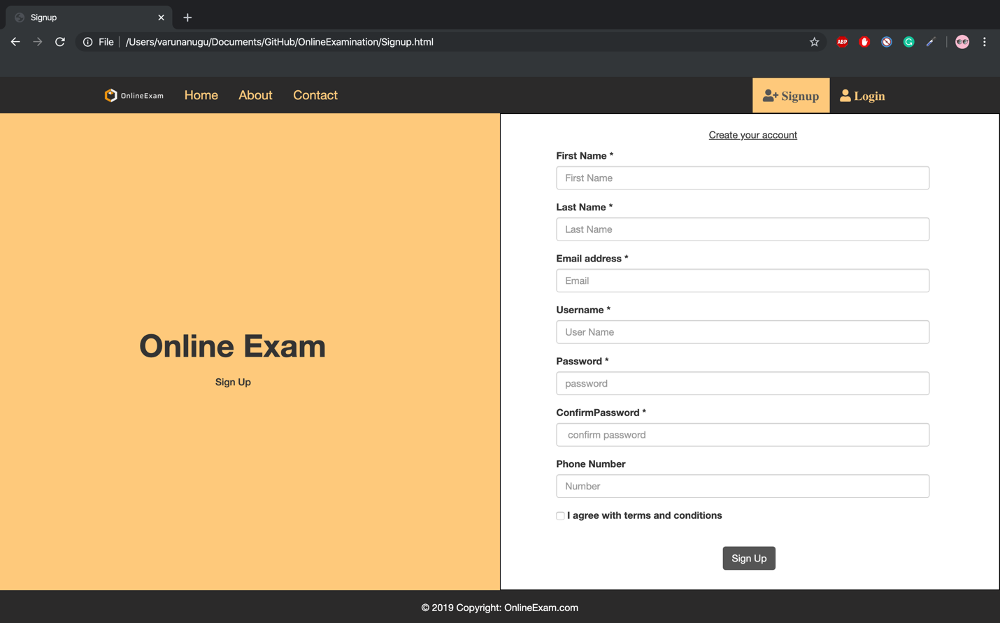 Signup
File /Users/varunanugu/Documents/GitHub/OnlineExamination/Signup.html
ABP
OnlineExam Home About Contact Signup Login
Create your account
First Name *
First Name
Last Name *
Last Name
Email address *
Email
Username *
User Name
Password *
password
ConfirmPassword *
confirm password
Phone Number
Number
I agree with terms and conditions
Sign Up
Online Exam
Sign Up
© 2019 Copyright: OnlineExam.com